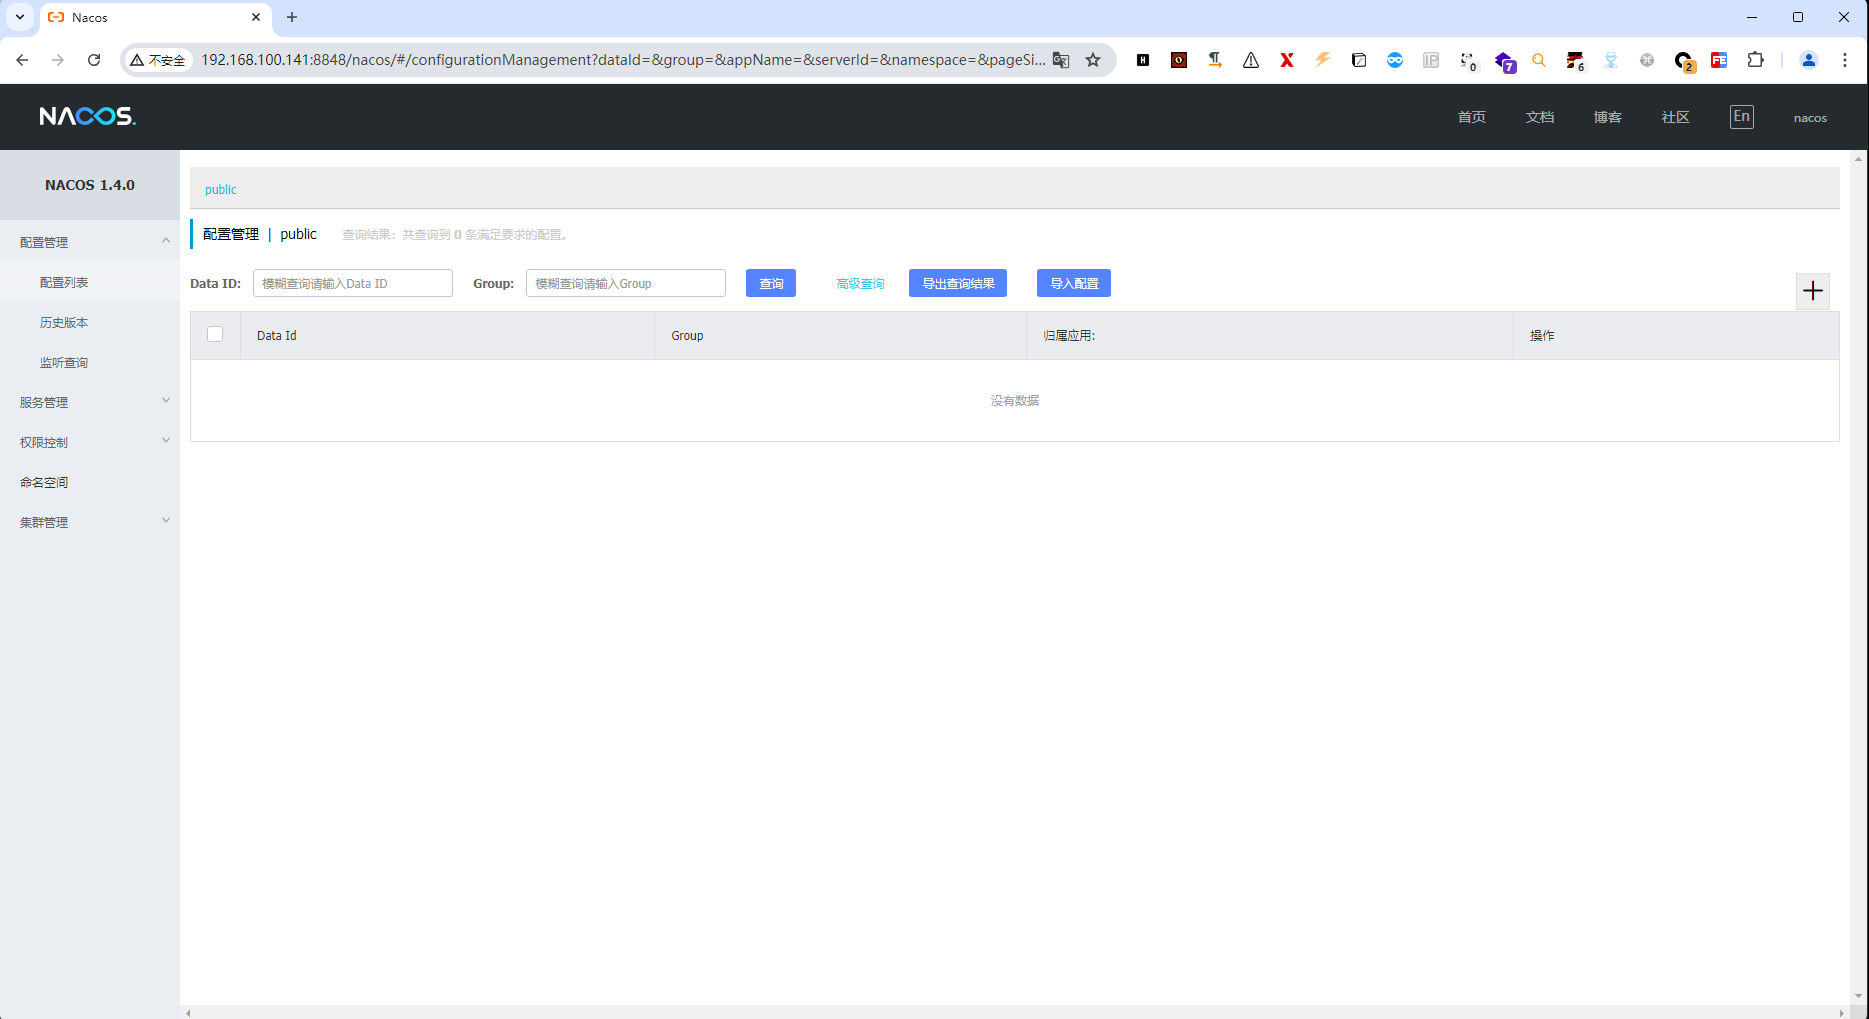 Nacos
不安全
192.168.100.141:8848/nacos/#/configurationManagement?dataId=&group=&appName=&serverId=&namespace=&pageSi...
H
X
IP
0
7
6
2
FE
NACOS.
首页
文档
博客
社区
En
nacos
NACOS 1.4.0
配置管理
配置列表
历史版本
监听查询
服务管理
权限控制
命名空间
集群管理
public
配置管理 | public 查询结果：共查询到 0 条满足要求的配置。
Data ID: 模糊查询请输入Data ID Group: 模糊查询请输入Group 查询 高级查询 导出查询结果 导入配置
Data Id Group 归属应用: 操作
没有数据